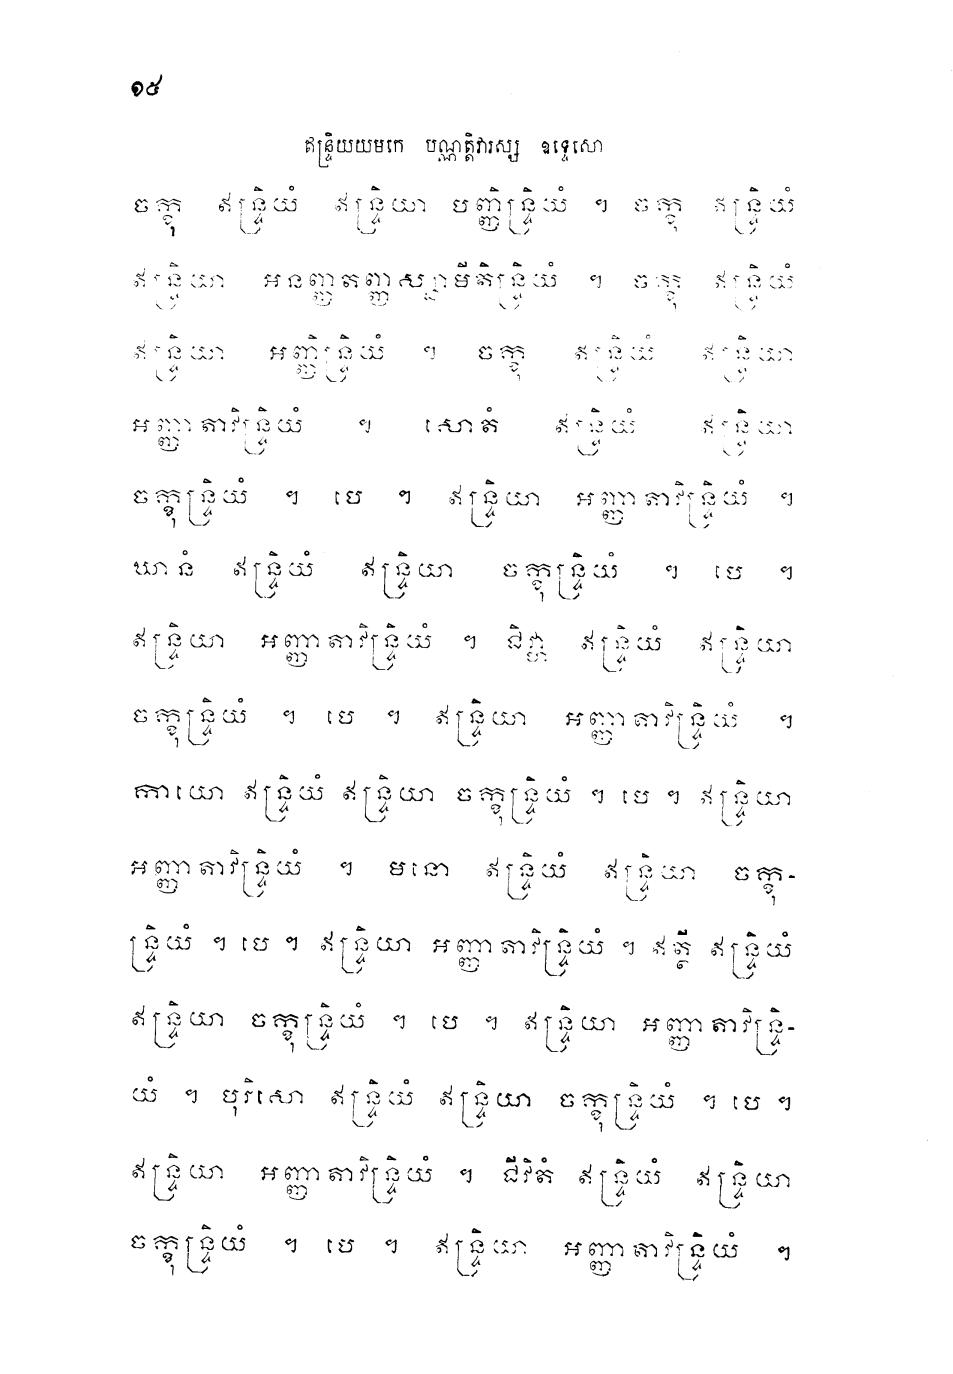 ១៥
ឥន្ទ្រិយយមកេ បណ្ណត្តិវារស្ស ឧទ្ទេសោ
ចក្ខុ ឥន្ទ្រិយំ ឥន្ទ្រិយា បញ្ញិន្ទ្រិយំ ។ ចក្ខុ ឥន្ទ្រិយំ
ឥន្ទ្រិយា អនញ្ញតញ្ញស្សាមីតិន្ទ្រិយំ ។ ចក្ខុ ឥន្ទ្រិយំ
ឥន្ទ្រិយា អញ្ញិន្ទ្រិយំ ។ ចក្ខុ ឥន្ទ្រិយំ ឥន្ទ្រិយា
អញ្ញាតាវិន្ទ្រិយំ ។ សោតំ ឥន្ទ្រិយំ ឥន្ទ្រិយា
ចក្ខុន្ទ្រិយំ ។ បេ ។ ឥន្ទ្រិយា អញ្ញាតាវិន្ទ្រិយំ ។
ឃានំ ឥន្ទ្រិយំ ឥន្ទ្រិយា ចក្ខុន្ទ្រិយំ ។ បេ ។
ឥន្ទ្រិយា អញ្ញាតាវិន្ទ្រិយំ ។ ជិវ្ហា ឥន្ទ្រិយំ ឥន្ទ្រិយា
ចក្ខុន្ទ្រិយំ ។ បេ ។ ឥន្ទ្រិយា អញ្ញាតាវិន្ទ្រិយំ ។
កាយោ ឥន្ទ្រិយំ ឥន្ទ្រិយា ចក្ខុន្ទ្រិយំ ។ បេ ។ ឥន្ទ្រិយា
អញ្ញាតាវិន្ទ្រិយំ ។ មនោ ឥន្ទ្រិយំ ឥន្ទ្រិយា ចក្ខុ-
ន្ទ្រិយំ ។ បេ ។ ឥន្ទ្រិយា អញ្ញាតាវិន្ទ្រិយំ ។ ឥត្ថី ឥន្ទ្រិយំ
ឥន្ទ្រិយា ចក្ខុន្ទ្រិយំ ។ បេ ។ ឥន្ទ្រិយា អញ្ញាតាវិន្ទ្រិ-
យំ ។ បុរិសោ ឥន្ទ្រិយំ ឥន្ទ្រិយា ចក្ខុន្ទ្រិយំ ។ បេ ។
ឥន្ទ្រិយា អញ្ញាតាវិន្ទ្រិយំ ។ ជីវិតំ ឥន្ទ្រិយំ ឥន្ទ្រិយា
ចក្ខុន្ទ្រិយំ ។ បេ ។ ឥន្ទ្រិយា អញ្ញាតាវិន្ទ្រិយំ ។